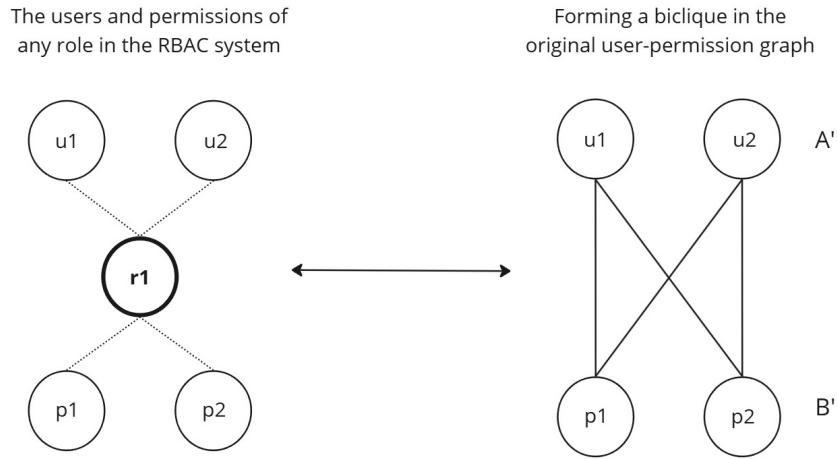 The users and permissions of
any role in the RBAC system
Forming a biclique in the
original user-permission graph
u1
u2
u1
u2
A'
r1
p1
p2
p1
p2
B'